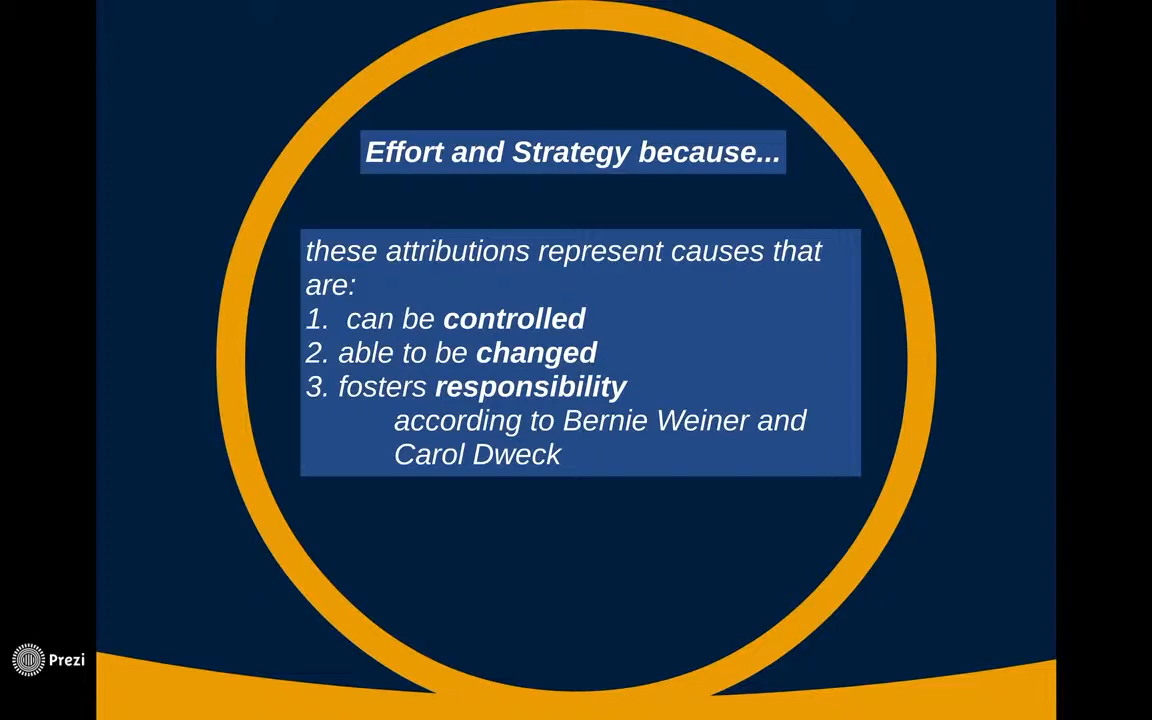 Effort and Strategy because...
these attributions represent causes that
are:
1.  can be controlled
2. able to be changed
3. fosters responsibility
according to Bernie Weiner and
Carol Dweck
Prezi